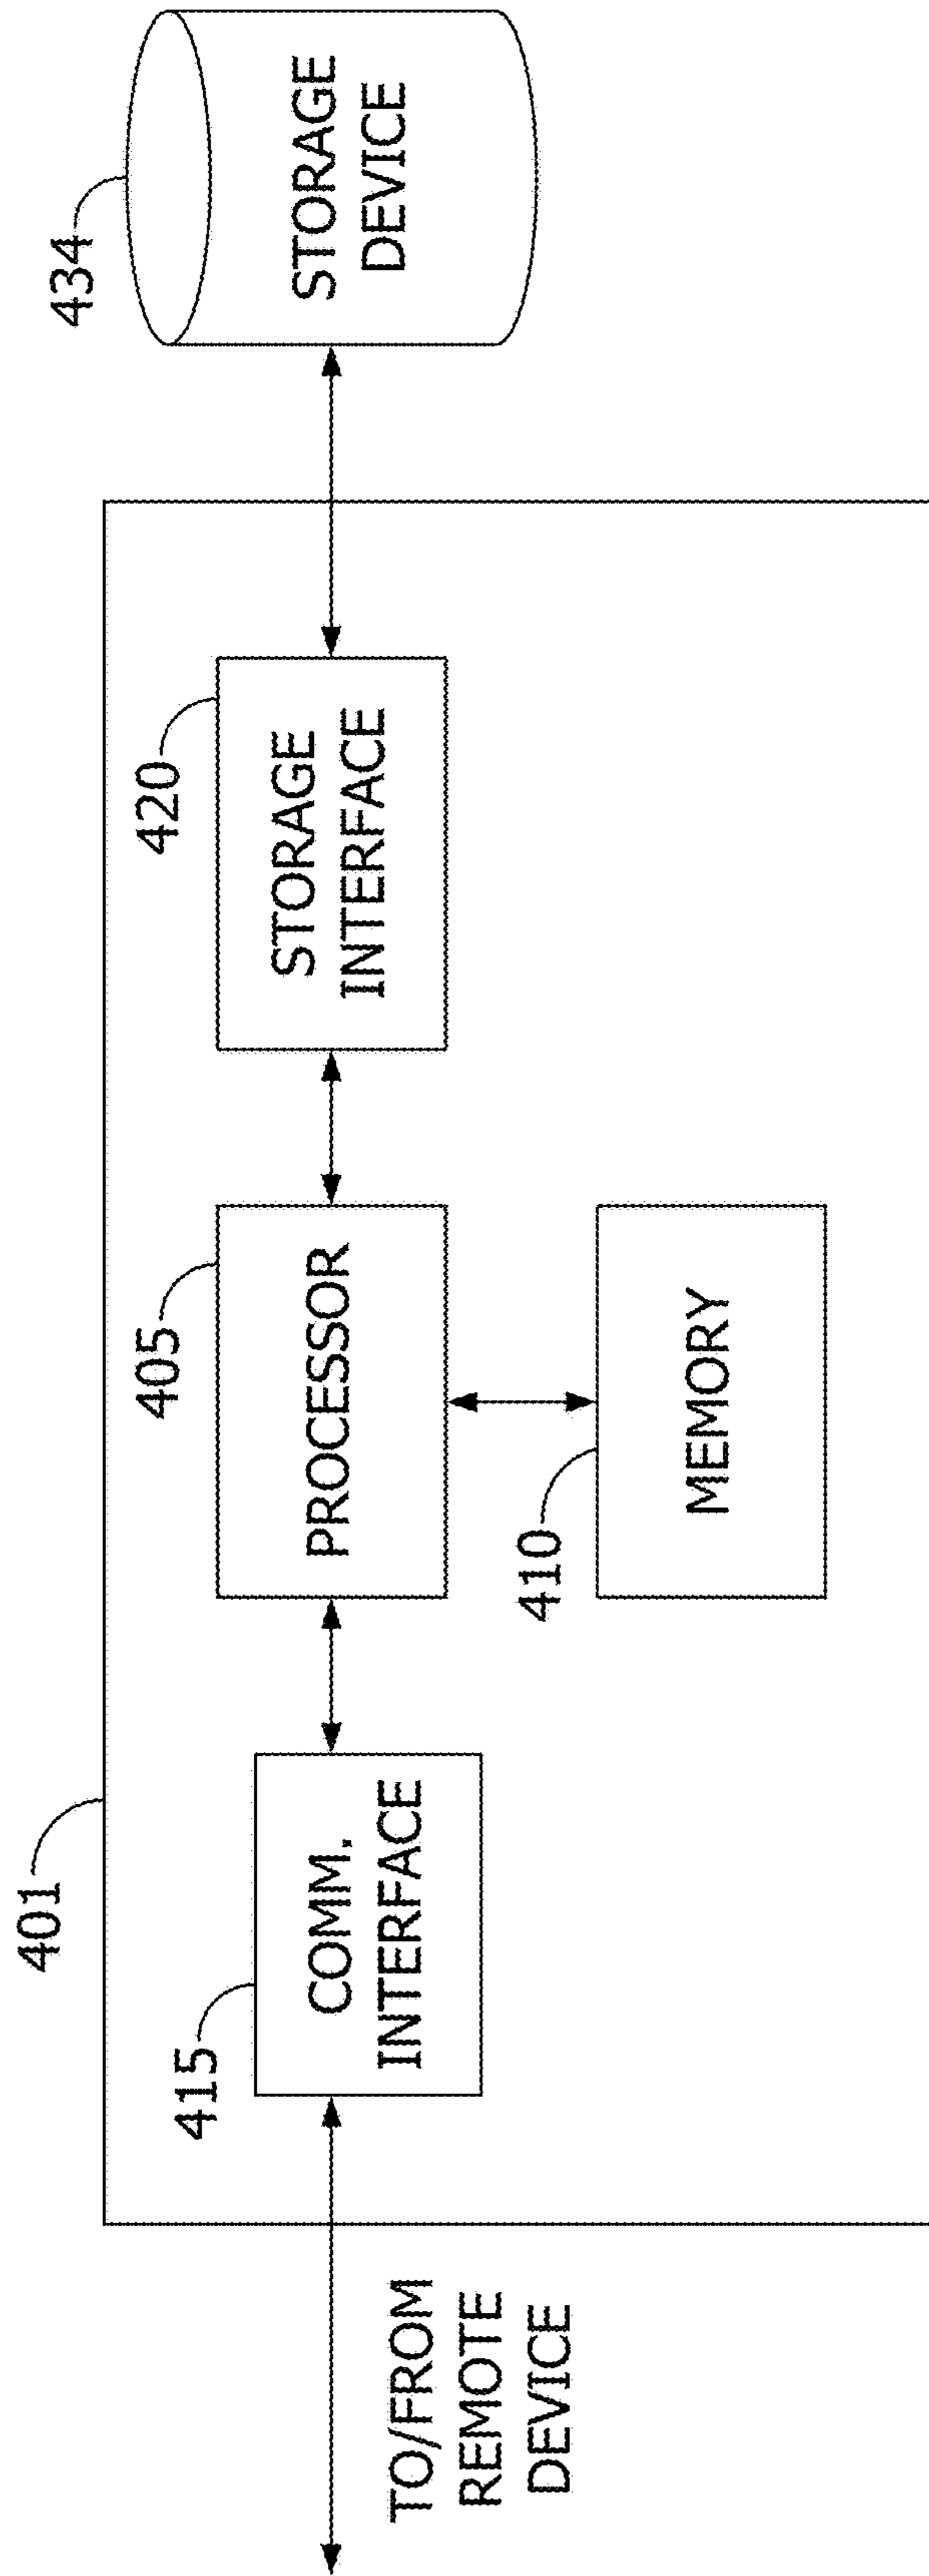 401
415
COMM.
INTERFACE
405
PROCESSOR
420
STORAGE
INTERFACE
434
STORAGE
DEVICE
410
MEMORY
TO/FROM
REMOTE
DEVICE